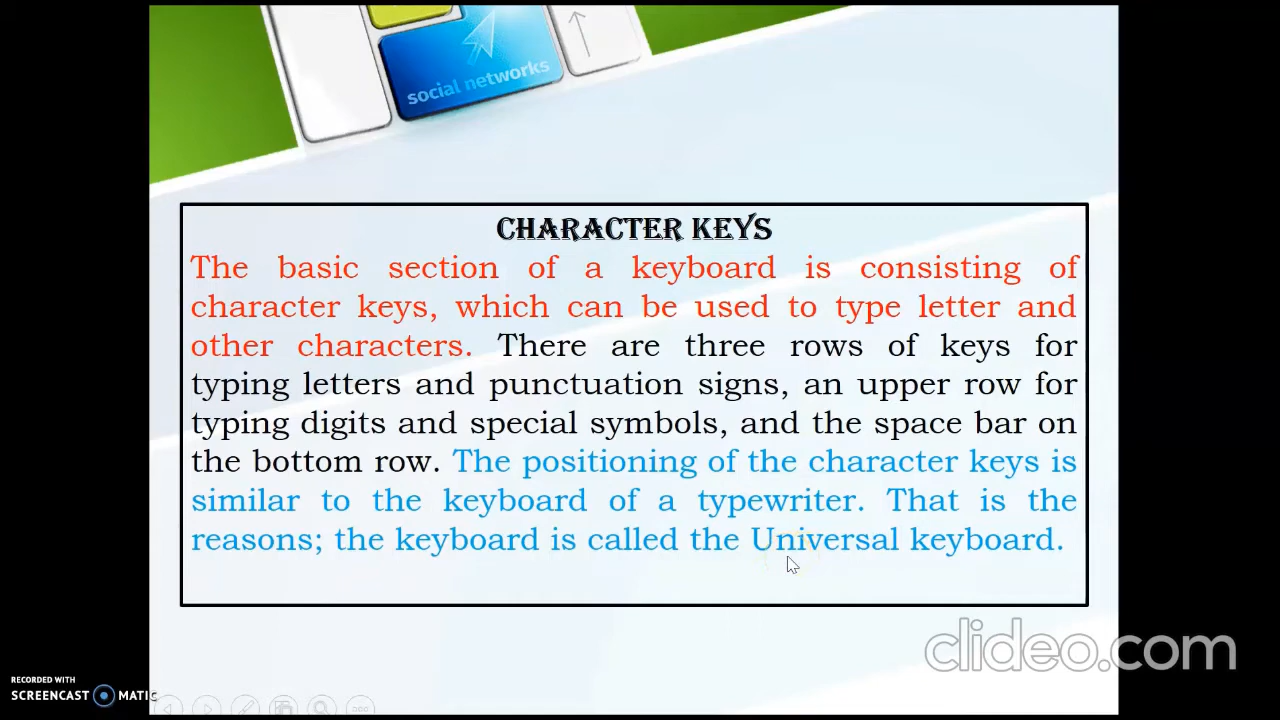 social networks
CHARACTER KEYS
The basic section of a keyboard is consisting of
character keys, which can be used to type letter and
other characters. There are three rows of keys for
typing letters and punctuation signs, an upper row for
typing digits and special symbols, and the space bar on
the bottom row. The positioning of the character keys is
similar to the keyboard of a typewriter. That is the
reasons; the keyboard is called the Universal keyboard.
clideo.com
RECORDED WITH
SCREENCAST MATIC